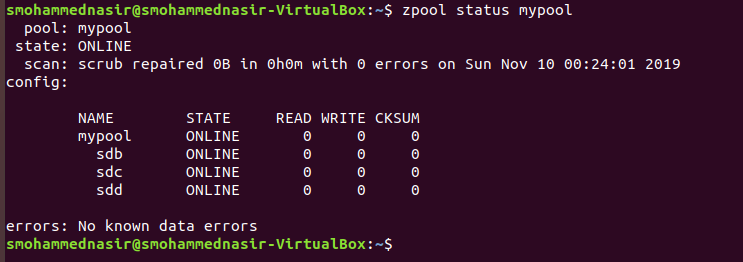 smohammednasir@smohammednasir-VirtualBox:~$ zpool status mypool
pool: mypool
state: ONLINE
scan: scrub repaired 0B in 0h0m with 0 errors on Sun Nov 10 00:24:01 2019
config:
NAME STATE READ WRITE CKSUM
mypool ONLINE 0 0 0
sdb ONLINE 0 0 0
sdc ONLINE 0 0 0
sdd ONLINE 0 0 0
errors: No known data errors
smohammednasir@smohammednasir-VirtualBox:~$